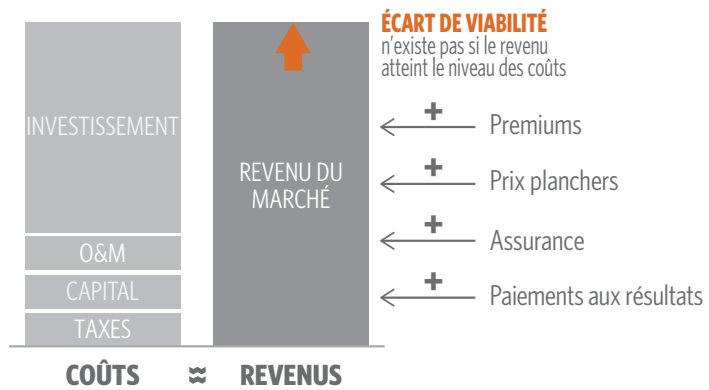 ÉCART DE VIABILITÉ
n'existe pas si le revenu
atteint le niveau des coûts
INVESTISSEMENT
O&M
CAPITAL
TAXES
REVENU DU
MARCHÉ
+ Premiums
+ Prix planchers
+ Assurance
+ Paiements aux résultats
COÛTS ≈ REVENUS